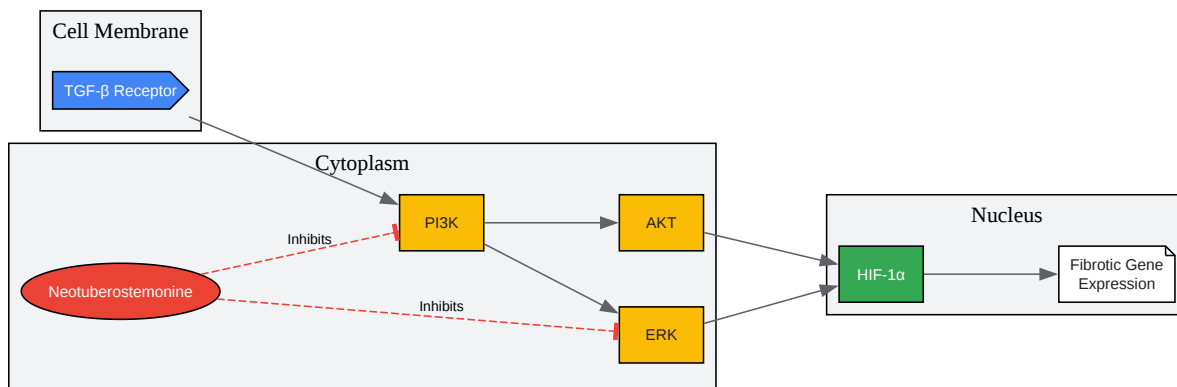 Cell Membrane
TGF-β Receptor
Cytoplasm
PI3K
AKT
Inhibits
Neotuberostemonine
Inhibits
ERK
Nucleus
HIF-1α
Fibrotic Gene
Expression